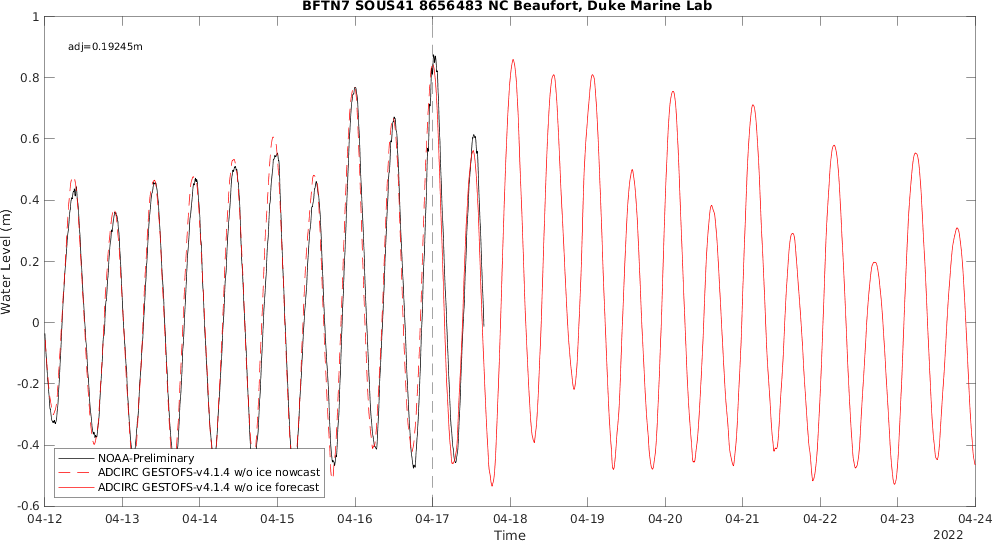 BFTN7 SOUS41 8656483 NC Beaufort, Duke Marine Lab
adj=0.19245m
Water Level (m)
1
0.8
0.6
0.4
0.2
0
-0.2
-0.4
-0.6
NOAA-Preliminary
ADCIRC GESTOFS-v4.1.4 w/o ice nowcast
ADCIRC GESTOFS-v4.1.4 w/o ice forecast
04-12 04-13 04-14 04-15 04-16 04-17 04-18 04-19 04-20 04-21 04-22 04-23 04-24
Time
2022